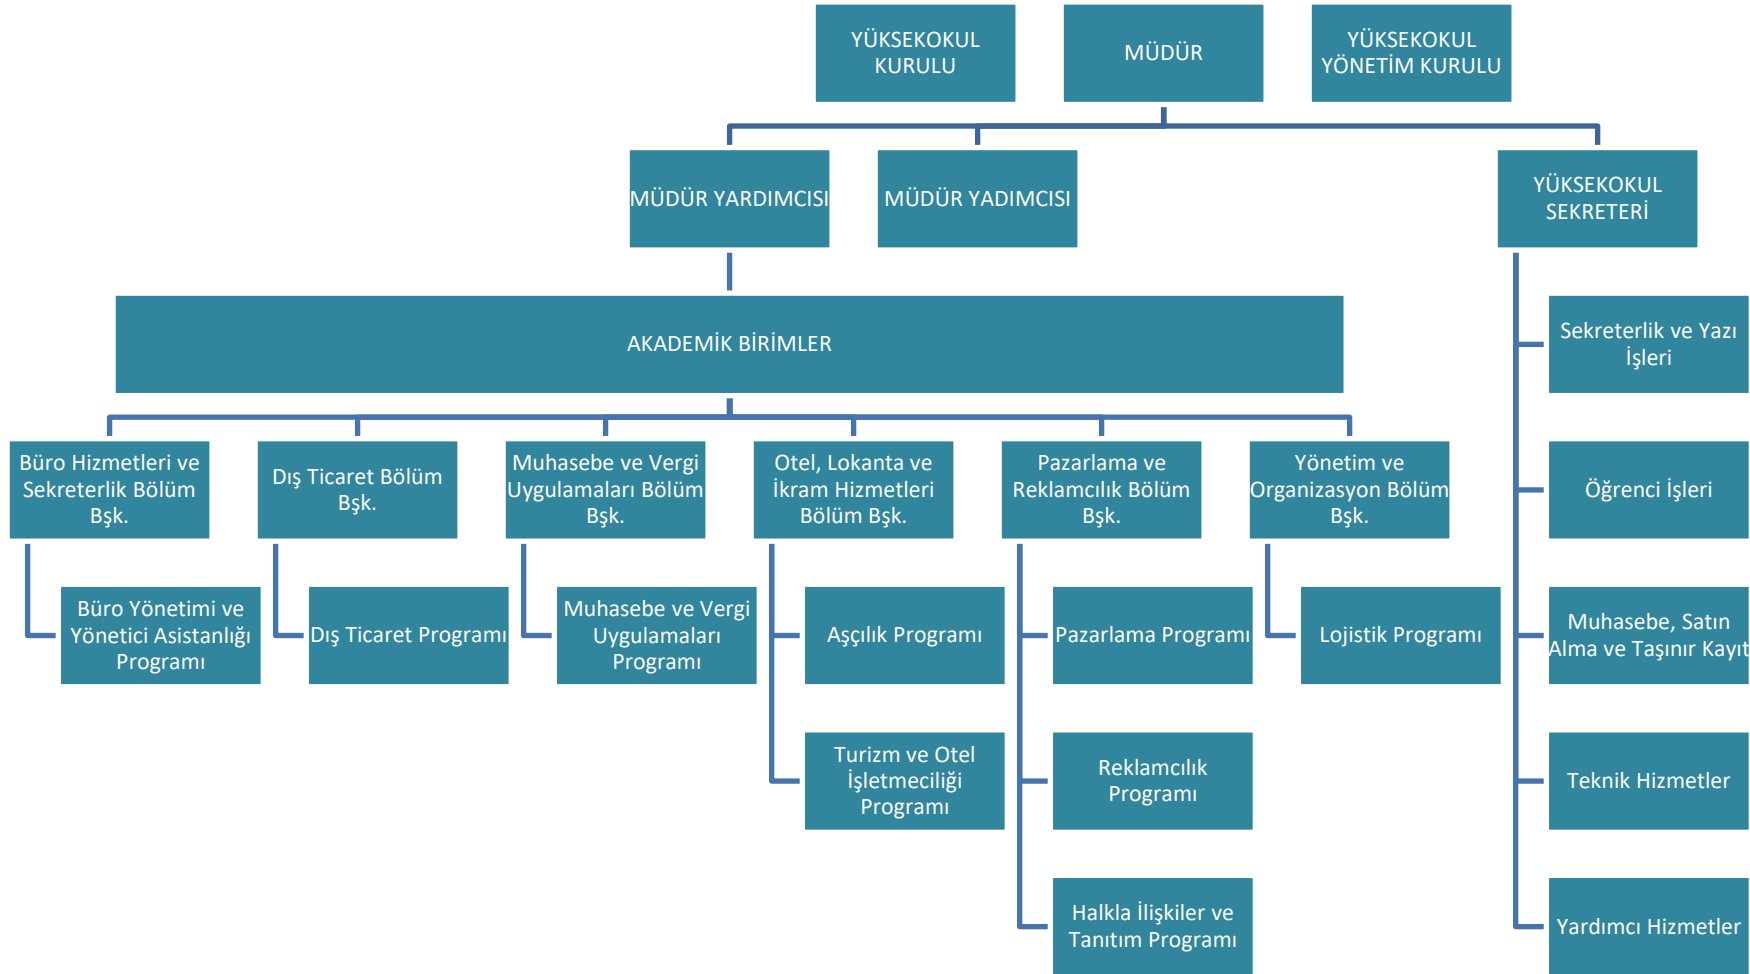 YÜKSEKOKUL
KURULU
MÜDÜR
YÜKSEKOKUL
YÖNETİM KURULU
MÜDÜR YARDIMCISI
MÜDÜR YADIMCISI
YÜKSEKOKUL
SEKRETERİ
AKADEMİK BİRİMLER
Sekreterlik ve Yazı
İşleri
Büro Hizmetleri ve
Sekreterlik Bölüm
Bşk.
Dış Ticaret Bölüm
Bşk.
Muhasebe ve Vergi
Uygulamaları Bölüm
Bşk.
Otel, Lokanta ve
İkram Hizmetleri
Bölüm Bşk.
Pazarlama ve
Reklamcılık Bölüm
Bşk.
Yönetim ve
Organizasyon Bölüm
Bşk.
Öğrenci İşleri
Büro Yönetimi ve
Yönetici Asistanlığı
Programı
Dış Ticaret Programı
Muhasebe ve Vergi
Uygulamaları
Programı
Aşçılık Programı
Pazarlama Programı
Lojistik Programı
Muhasebe, Satın
Alma ve Taşınır Kayıt
Turizm ve Otel
İşletmeciliği
Programı
Reklamcılık
Programı
Teknik Hizmetler
Halkla İlişkiler ve
Tanıtım Programı
Yardımcı Hizmetler